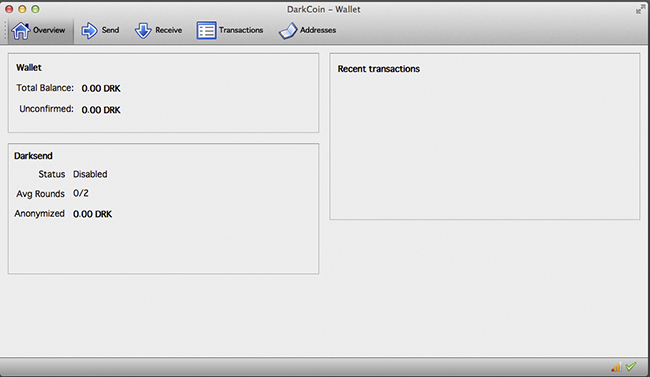 DarkCoin - Wallet
Overview Send Receive Transactions Addresses
Wallet
Total Balance: 0.00 DRK
Unconfirmed: 0.00 DRK
Recent transactions
Darksend
Status Disabled
Avg Rounds 0/2
Anonymized 0.00 DRK